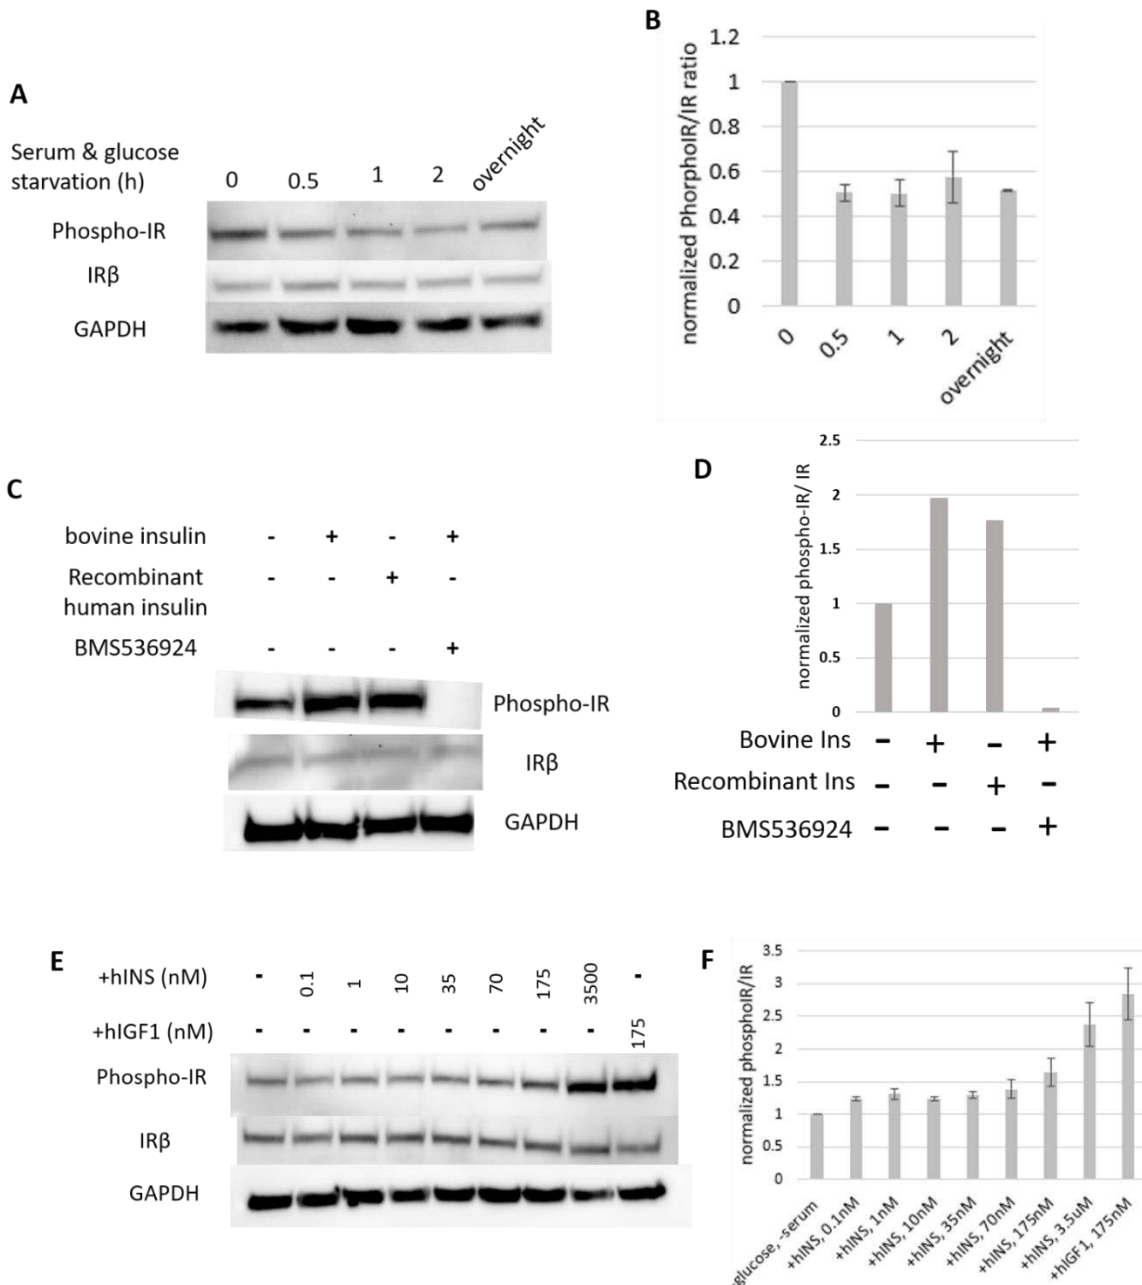 A
Serum & glucose
starvation (h)
0 0.5 1 2 overnight
Phospho-IR
IRβ
GAPDH
B
normalized PhorphoIR/IR ratio
1.2
1
0.8
0.6
0.4
0.2
0
0 0.5 1 2 overnight
C
bovine insulin - + - +
Recombinant - - + -
human insulin
BMS536924 - - - +
Phospho-IR
IRβ
GAPDH
D
normalized phospho-IR/ IR
2.5
2
1.5
1
0.5
0
Bovine Ins - + - +
Recombinant Ins - - + -
BMS536924 - - - +
E
+hINS (nM) - 0.1 1 10 35 70 175 3500 -
+hIGF1 (nM) - - - - - - - - 175
Phospho-IR
IRβ
GAPDH
F
normalized phosphoIR/IR
3.5
3
2.5
2
1.5
1
0.5
0
-glucose, -serum
+hINS, 0.1nM
+hINS, 1nM
+hINS, 10nM
+hINS, 35nM
+hINS, 70nM
+hINS, 175nM
+hINS, 3.5uM
+hIGF1, 175nM